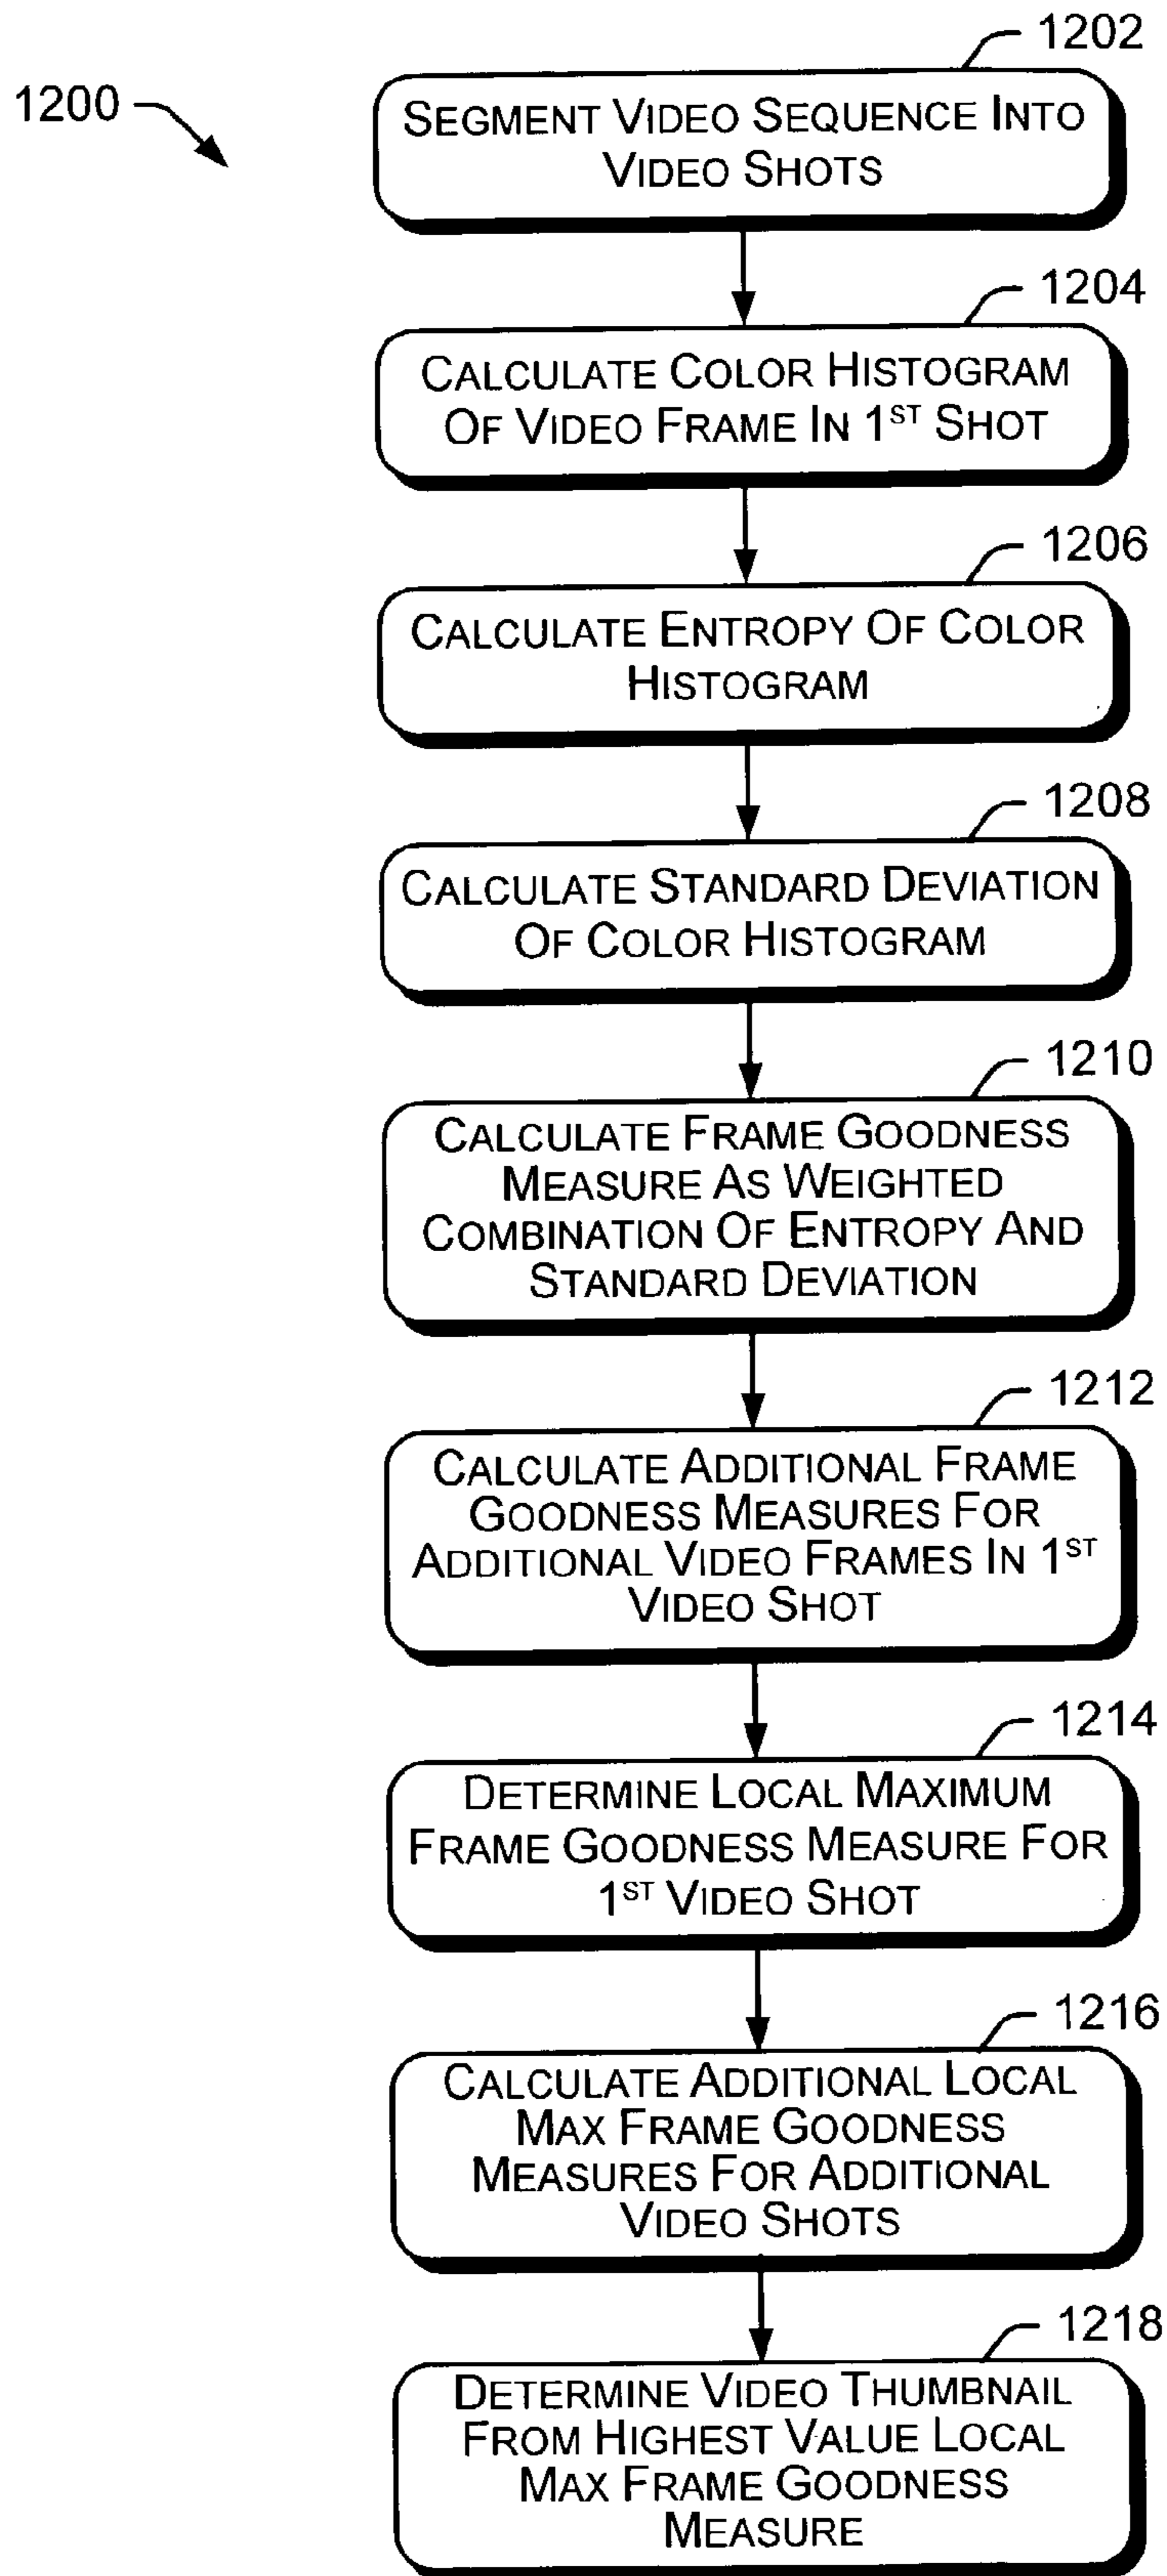 1200
1202
SEGMENT VIDEO SEQUENCE INTO
VIDEO SHOTS
1204
CALCULATE COLOR HISTOGRAM
OF VIDEO FRAME IN 1ST SHOT
1206
CALCULATE ENTROPY OF COLOR
HISTOGRAM
1208
CALCULATE STANDARD DEVIATION
OF COLOR HISTOGRAM
1210
CALCULATE FRAME GOODNESS
MEASURE AS WEIGHTED
COMBINATION OF ENTROPY AND
STANDARD DEVIATION
1212
CALCULATE ADDITIONAL FRAME
GOODNESS MEASURES FOR
ADDITIONAL VIDEO FRAMES IN 1ST
VIDEO SHOT
1214
DETERMINE LOCAL MAXIMUM
FRAME GOODNESS MEASURE FOR
1ST VIDEO SHOT
1216
CALCULATE ADDITIONAL LOCAL
MAX FRAME GOODNESS
MEASURES FOR ADDITIONAL
VIDEO SHOTS
1218
DETERMINE VIDEO THUMBNAIL
FROM HIGHEST VALUE LOCAL
MAX FRAME GOODNESS
MEASURE